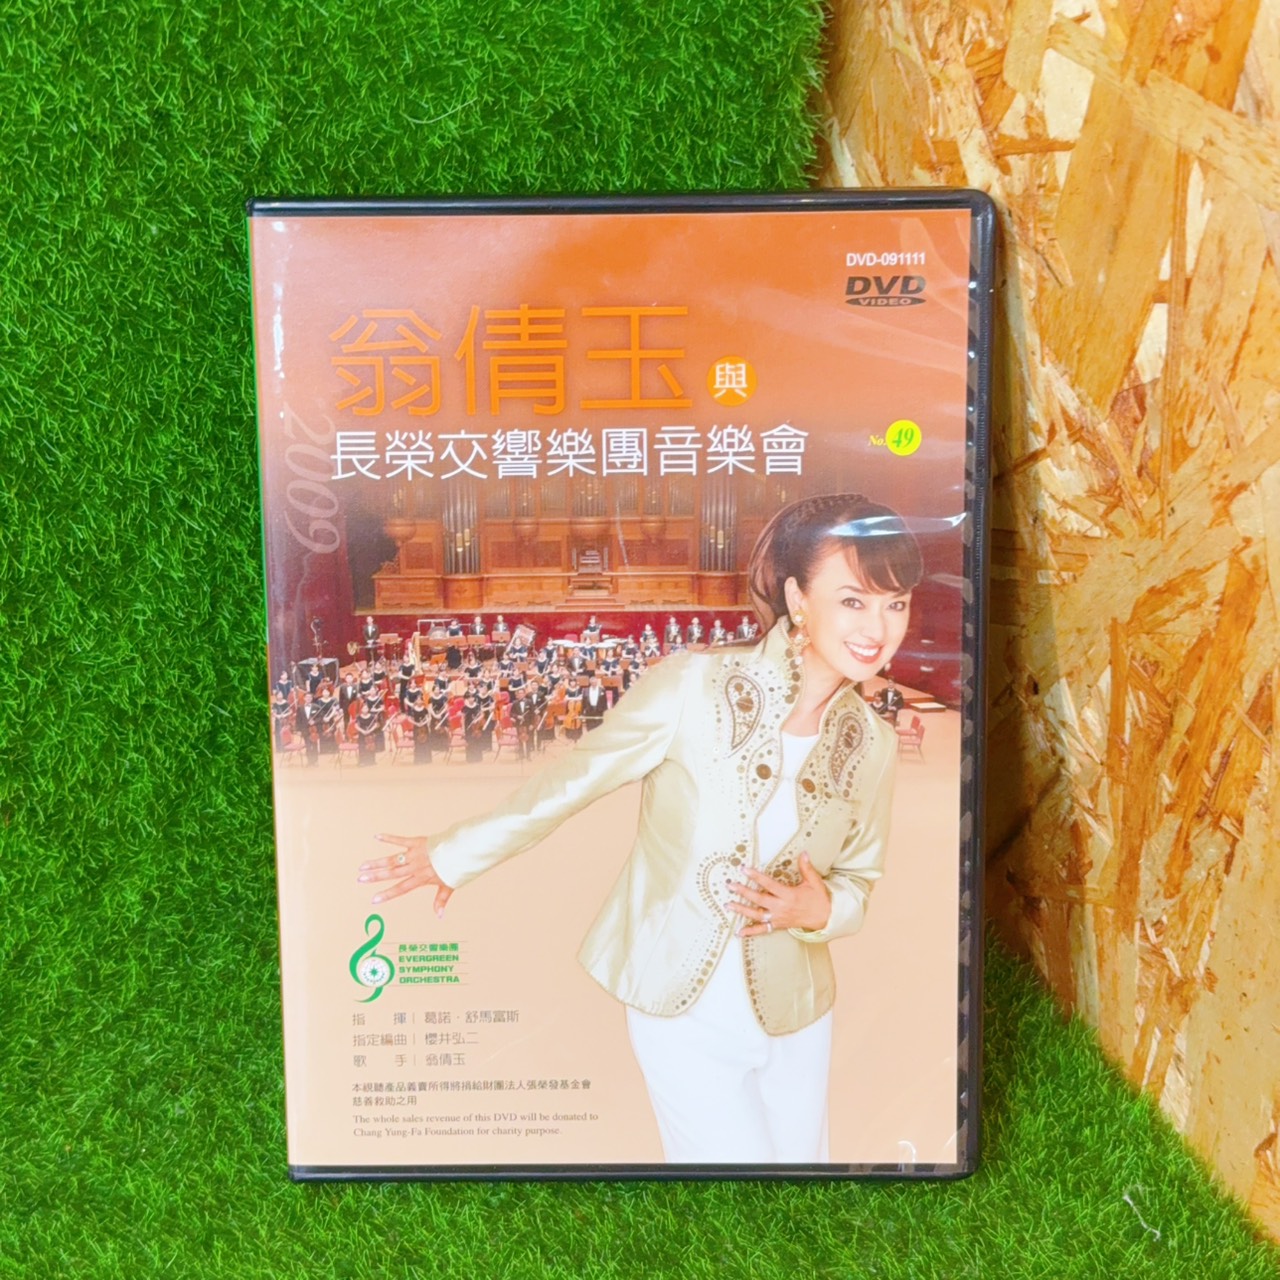 DVD-091111
DVD
VIDEO
翁倩玉與
長榮交響樂團音樂會
No. 49
2009
長榮交響樂團
EVERGREEN
SYMPHONY
ORCHESTRA
指 揮 | 葛諾・舒馬富斯
指定編曲 | 櫻井弘二
歌 手 | 翁倩玉
本視聽產品義賣所得將捐給財團法人張榮發基金會
慈善救助之用
The whole sales revenue of this DVD will be donated to
Chang Yung-Fa Foundation for charity purpose.